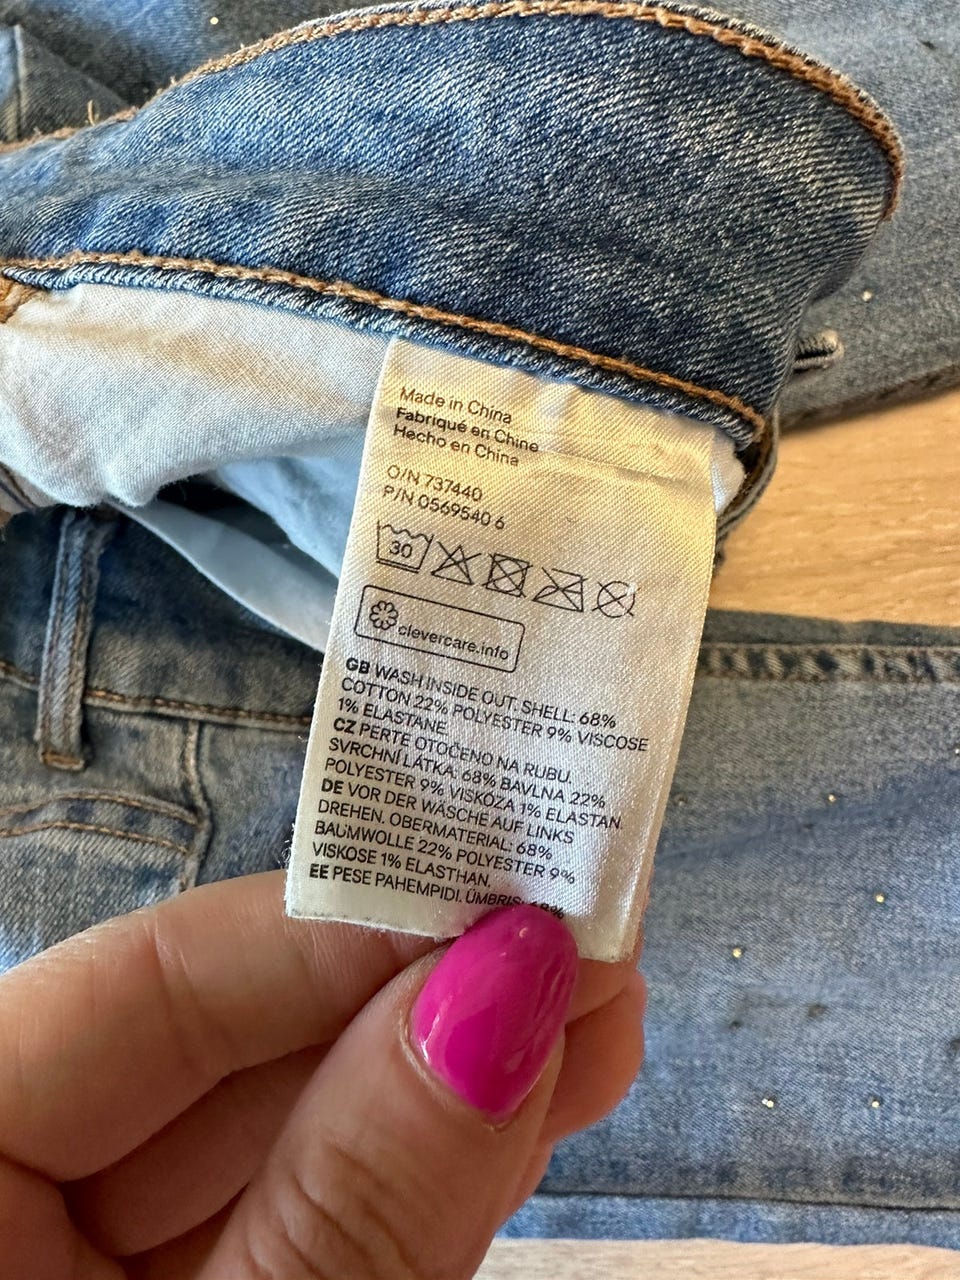 Made in China
Fabriqué en Chine
Hecho en China
O/N 737440
P/N 0569540 6
30
clevercare.info
GB WASH INSIDE OUT. SHELL: 68%
COTTON 22% POLYESTER 9% VISCOSE
1% ELASTANE.
CZ PERTE OTOČENO NA RUBU.
SVRCHNÍ LÁTKA: 68% BAVLNA 22%
POLYESTER 9% VISKÓZA 1% ELASTAN.
DE VOR DER WÄSCHE AUF LINKS
DREHEN. OBERMATERIAL: 68%
BAUMWOLLE 22% POLYESTER 9%
VISKOSE 1% ELASTHAN.
EE PESE PAHEMPIDI. ÜMBRIS: 68%